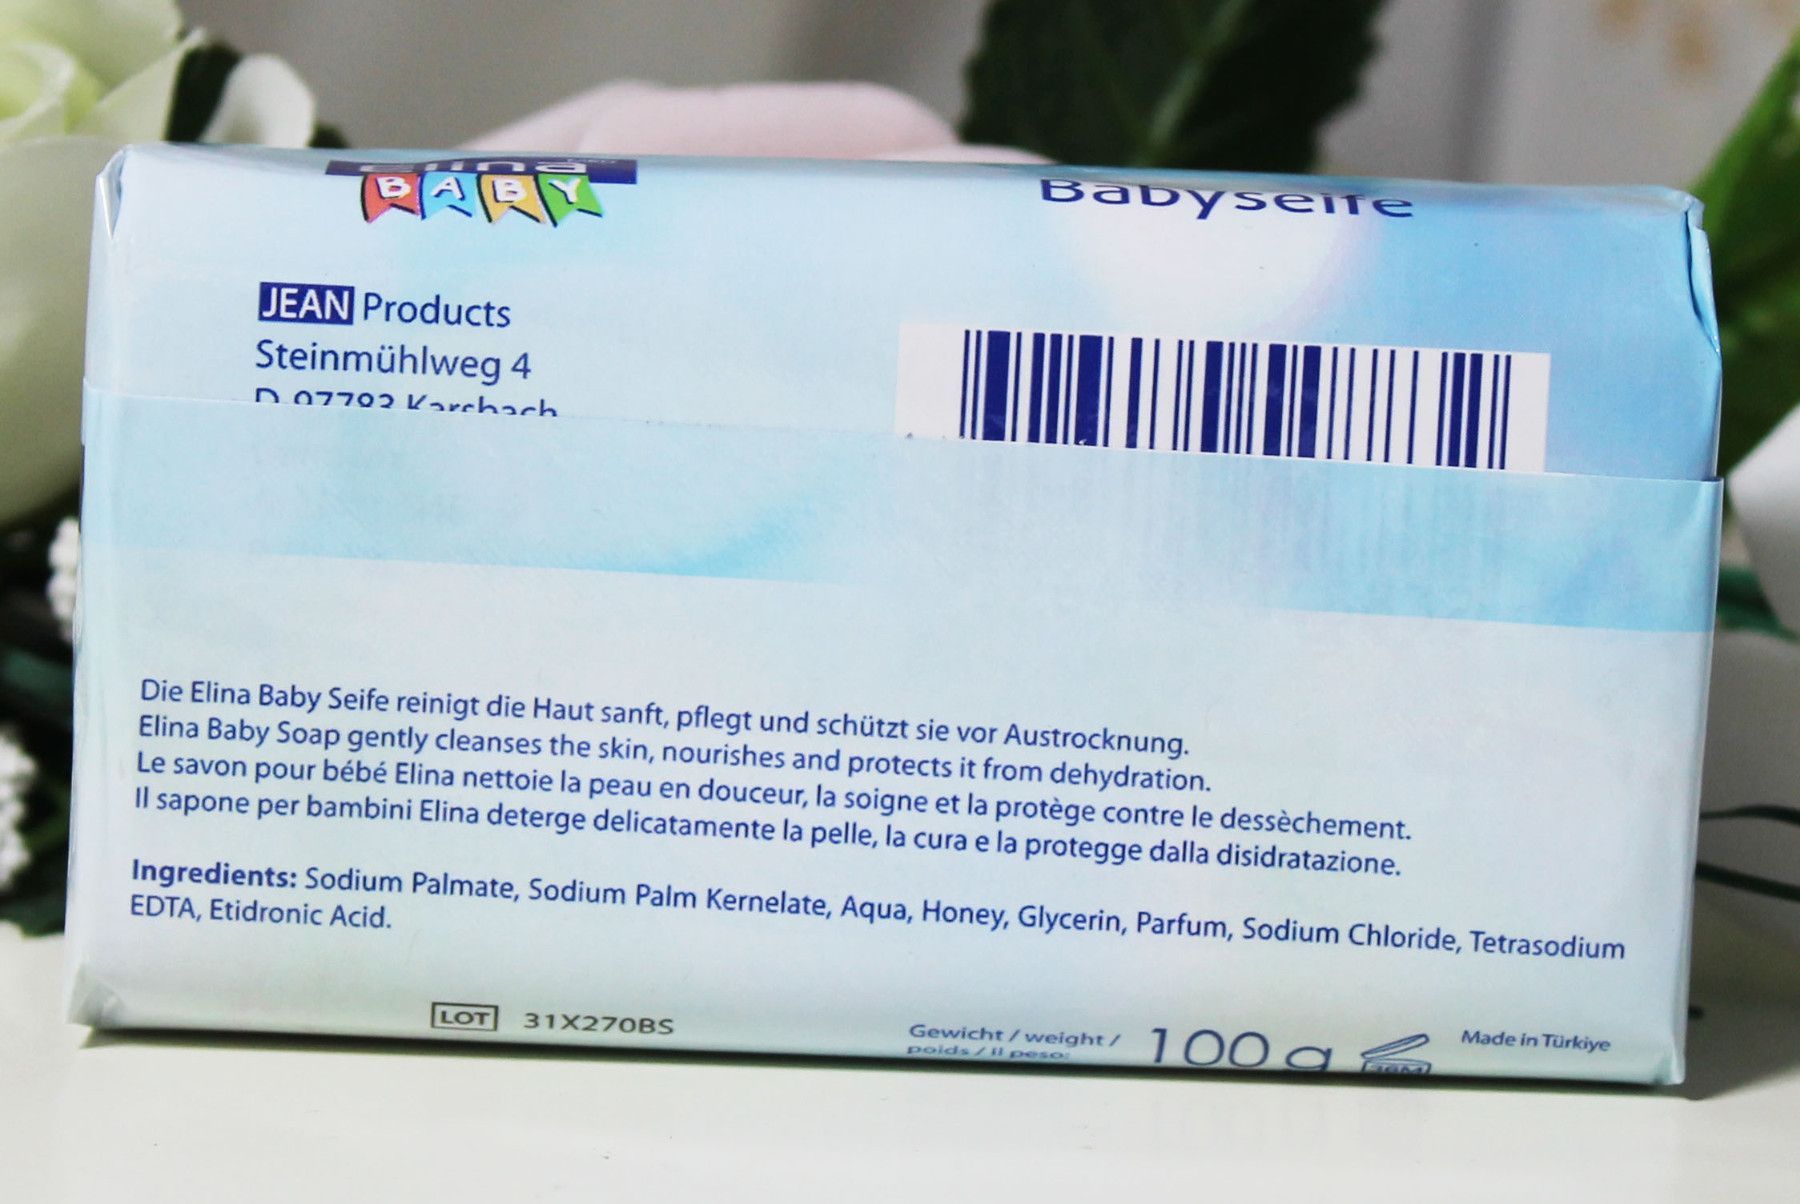 Elina
BABY
Babyseife
JEAN Products
Steinmühlweg 4
D-97783 Karsbach
Die Elina Baby Seife reinigt die Haut sanft, pflegt und schützt sie vor Austrocknung.
Elina Baby Soap gently cleanses the skin, nourishes and protects it from dehydration.
Le savon pour bébé Elina nettoie la peau en douceur, la soigne et la protège contre le dessèchement.
Il sapone per bambini Elina deterge delicatamente la pelle, la cura e la protegge dalla disidratazione.
Ingredients: Sodium Palmate, Sodium Palm Kernelate, Aqua, Honey, Glycerin, Parfum, Sodium Chloride, Tetrasodium
EDTA, Etidronic Acid.
LOT 31X270BS
Gewicht / weight /
poids / il peso:
100 g
36M
Made in Türkiye